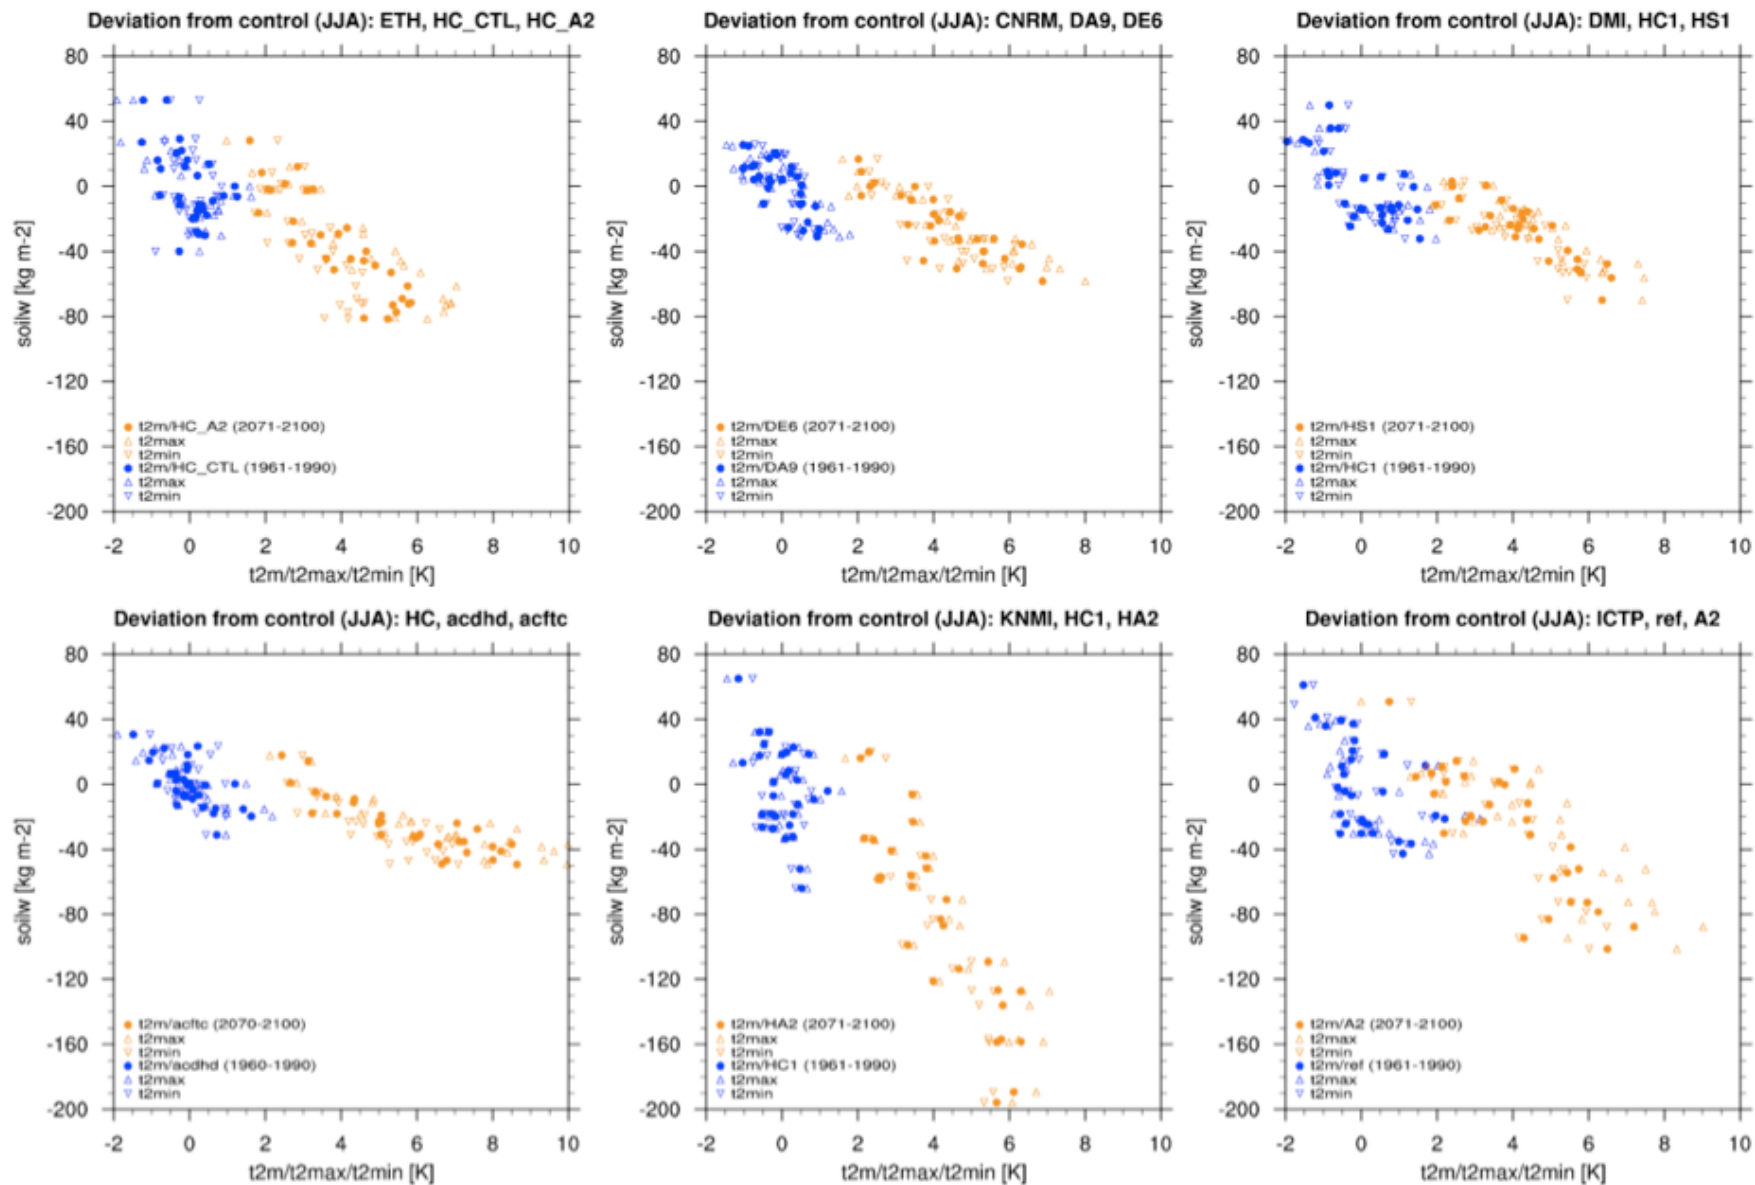 Deviation from control (JJA): ETH, HC_CTL, HC_A2
80
40
0
-40
-80
-120
-160
-200
soilw [kg m-2]
t2m/HC_A2 (2071-2100)
t2max
t2min
t2m/HC_CTL (1961-1990)
t2max
t2min
-2 0 2 4 6 8 10
t2m/t2max/t2min [K]
Deviation from control (JJA): CNRM, DA9, DE6
80
40
0
-40
-80
-120
-160
-200
soilw [kg m-2]
t2m/DE6 (2071-2100)
t2max
t2min
t2m/DA9 (1961-1990)
t2max
t2min
-2 0 2 4 6 8 10
t2m/t2max/t2min [K]
Deviation from control (JJA): DMI, HC1, HS1
80
40
0
-40
-80
-120
-160
-200
soilw [kg m-2]
t2m/HS1 (2071-2100)
t2max
t2min
t2m/HC1 (1961-1990)
t2max
t2min
-2 0 2 4 6 8 10
t2m/t2max/t2min [K]
Deviation from control (JJA): HC, acdhd, acftc
80
40
0
-40
-80
-120
-160
-200
soilw [kg m-2]
t2m/acftc (2070-2100)
t2max
t2min
t2m/acdhd (1960-1990)
t2max
t2min
-2 0 2 4 6 8 10
t2m/t2max/t2min [K]
Deviation from control (JJA): KNMI, HC1, HA2
80
40
0
-40
-80
-120
-160
-200
soilw [kg m-2]
t2m/HA2 (2071-2100)
t2max
t2min
t2m/HC1 (1961-1990)
t2max
t2min
-2 0 2 4 6 8 10
t2m/t2max/t2min [K]
Deviation from control (JJA): ICTP, ref, A2
80
40
0
-40
-80
-120
-160
-200
soilw [kg m-2]
t2m/A2 (2071-2100)
t2max
t2min
t2m/ref (1961-1990)
t2max
t2min
-2 0 2 4 6 8 10
t2m/t2max/t2min [K]